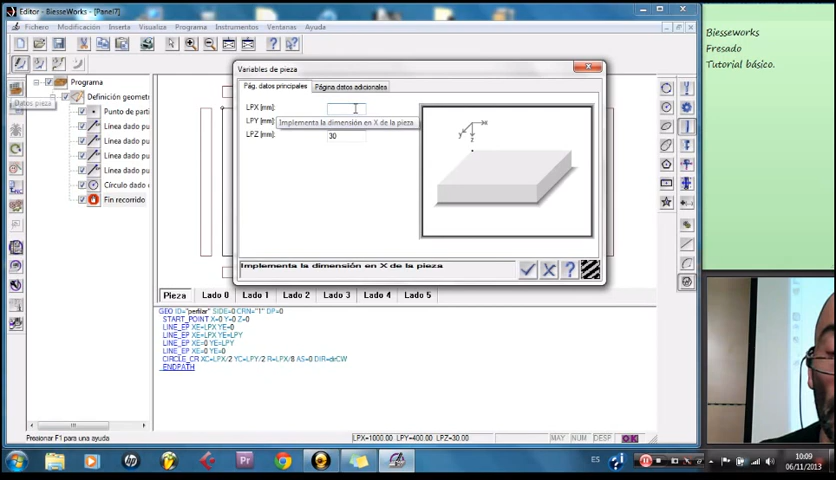 Editor - BiesseWorks - [Panel7]
Fichero Modificación Inserta Visualiza Programa Instrumentos Ventanas Ayuda
Biesseworks
Fresado
Tutorial básico.
Variables de pieza
Pág. datos principales Página datos adicionales
LPX [mm]:
LPY [mm]:
LPZ [mm]: 30
Implementa la dimensión en X de la pieza
x
y
z
Programa
Definición geometr
Datos pieza
Punto de parti
Línea dado pu
Línea dado pu
Línea dado pu
Línea dado pu
Círculo dado
Fin recorrido
Implementa la dimensión en X de la pieza
Pieza Lado 0 Lado 1 Lado 2 Lado 3 Lado 4 Lado 5
GEO ID="perfilar" SIDE=0 CRN="1" DP=0
START_POINT X=0 Y=0 Z=0
LINE_EP XE=LPX YE=0
LINE_EP XE=LPX YE=LPY
LINE_EP XE=0 YE=LPY
LINE_EP XE=0 YE=0
CIRCLE_CR XC=LPX/2 YC=LPY/2 R=LPX/8 AS=0 DIR=dirCW
ENDPATH
Presionar F1 para una ayuda
LPX=1000.00 LPY=400.00 LPZ=30.00
MAY NUM DESP OK
hp Pr
ES
10:09
06/11/2013